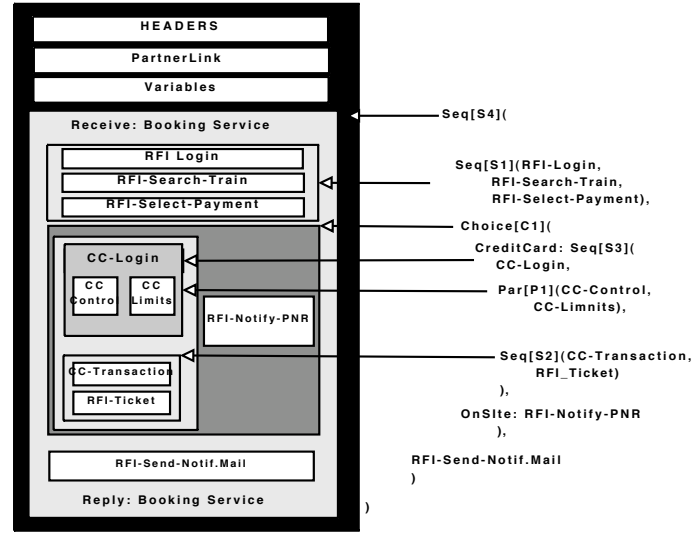 HEADERS
PartnerLink
Variables
Receive: Booking Service
RFI Login
RFI-Search-Train
RFI-Select-Payment
CC-Login
CC
Control
CC
Limits
RFI-Notify-PNR
CC-Transaction
RFI-Ticket
RFI-Send-Notif.Mail
Reply: Booking Service
Seq[S4](
Seq[S1](RFI-Login,
RFI-Search-Train,
RFI-Select-Payment),
Choice[C1](
CreditCard: Seq[S3](
CC-Login,
Par[P1](CC-Control,
CC-Limnits),
Seq[S2](CC-Transaction,
RFI_Ticket)
),
OnSIte: RFI-Notify-PNR
),
RFI-Send-Notif.Mail
)
)